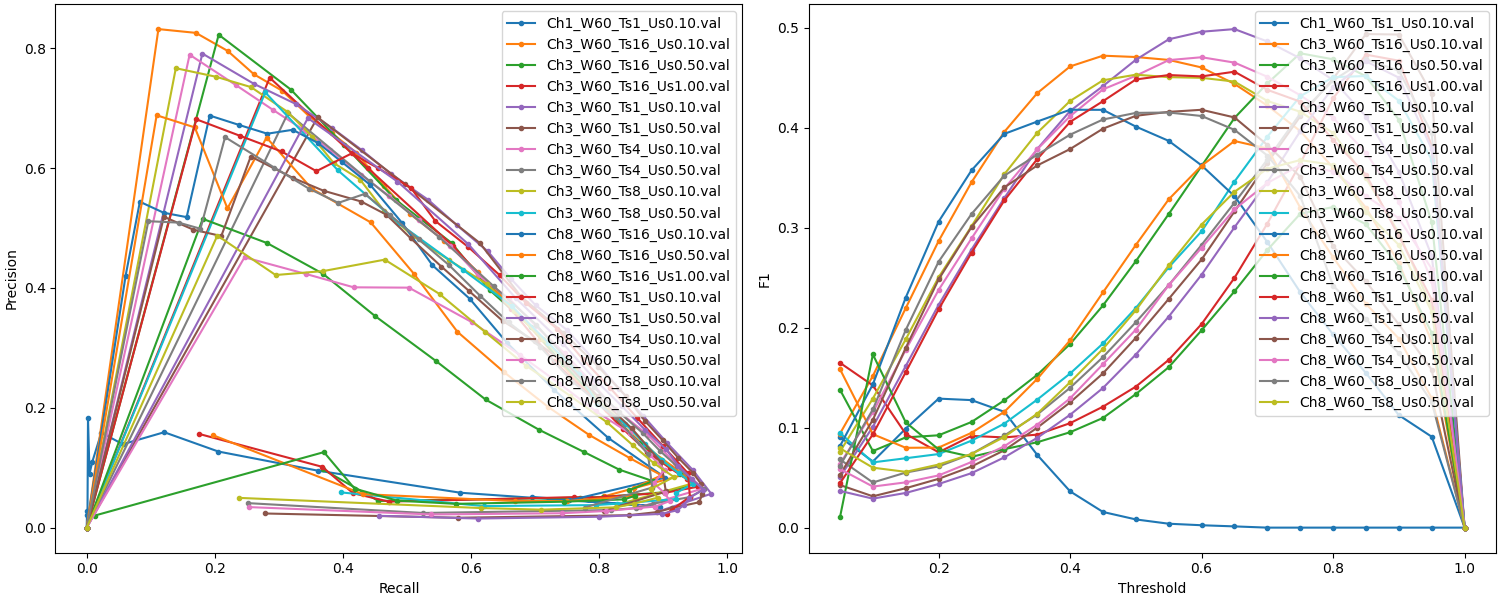 0.8
0.6
0.4
0.2
0.0
Precision
0.0
0.2
0.4
0.6
0.8
1.0
Recall
Ch1_W60_Ts1_Us0.10.val
Ch3_W60_Ts16_Us0.10.val
Ch3_W60_Ts16_Us0.50.val
Ch3_W60_Ts16_Us1.00.val
Ch3_W60_Ts1_Us0.10.val
Ch3_W60_Ts1_Us0.50.val
Ch3_W60_Ts4_Us0.10.val
Ch3_W60_Ts4_Us0.50.val
Ch3_W60_Ts8_Us0.10.val
Ch3_W60_Ts8_Us0.50.val
Ch8_W60_Ts16_Us0.10.val
Ch8_W60_Ts16_Us0.50.val
Ch8_W60_Ts16_Us1.00.val
Ch8_W60_Ts1_Us0.10.val
Ch8_W60_Ts1_Us0.50.val
Ch8_W60_Ts4_Us0.10.val
Ch8_W60_Ts4_Us0.50.val
Ch8_W60_Ts8_Us0.10.val
Ch8_W60_Ts8_Us0.50.val
0.5
0.4
0.3
0.2
0.1
0.0
F1
0.2
0.4
0.6
0.8
1.0
Threshold
Ch1_W60_Ts1_Us0.10.val
Ch3_W60_Ts16_Us0.10.val
Ch3_W60_Ts16_Us0.50.val
Ch3_W60_Ts16_Us1.00.val
Ch3_W60_Ts1_Us0.10.val
Ch3_W60_Ts1_Us0.50.val
Ch3_W60_Ts4_Us0.10.val
Ch3_W60_Ts4_Us0.50.val
Ch3_W60_Ts8_Us0.10.val
Ch3_W60_Ts8_Us0.50.val
Ch8_W60_Ts16_Us0.10.val
Ch8_W60_Ts16_Us0.50.val
Ch8_W60_Ts16_Us1.00.val
Ch8_W60_Ts1_Us0.10.val
Ch8_W60_Ts1_Us0.50.val
Ch8_W60_Ts4_Us0.10.val
Ch8_W60_Ts4_Us0.50.val
Ch8_W60_Ts8_Us0.10.val
Ch8_W60_Ts8_Us0.50.val